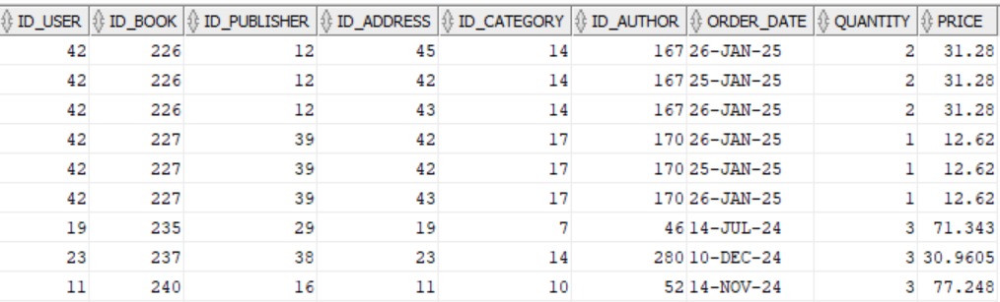 ID_USER ID_BOOK ID_PUBLISHER ID_ADDRESS ID_CATEGORY ID_AUTHOR ORDER_DATE QUANTITY PRICE
42 226 12 45 14 167 26-JAN-25 2 31.28
42 226 12 42 14 167 25-JAN-25 2 31.28
42 226 12 43 14 167 26-JAN-25 2 31.28
42 227 39 42 17 170 26-JAN-25 1 12.62
42 227 39 42 17 170 25-JAN-25 1 12.62
42 227 39 43 17 170 26-JAN-25 1 12.62
19 235 29 19 7 46 14-JUL-24 3 71.343
23 237 38 23 14 280 10-DEC-24 3 30.9605
11 240 16 11 10 52 14-NOV-24 3 77.248